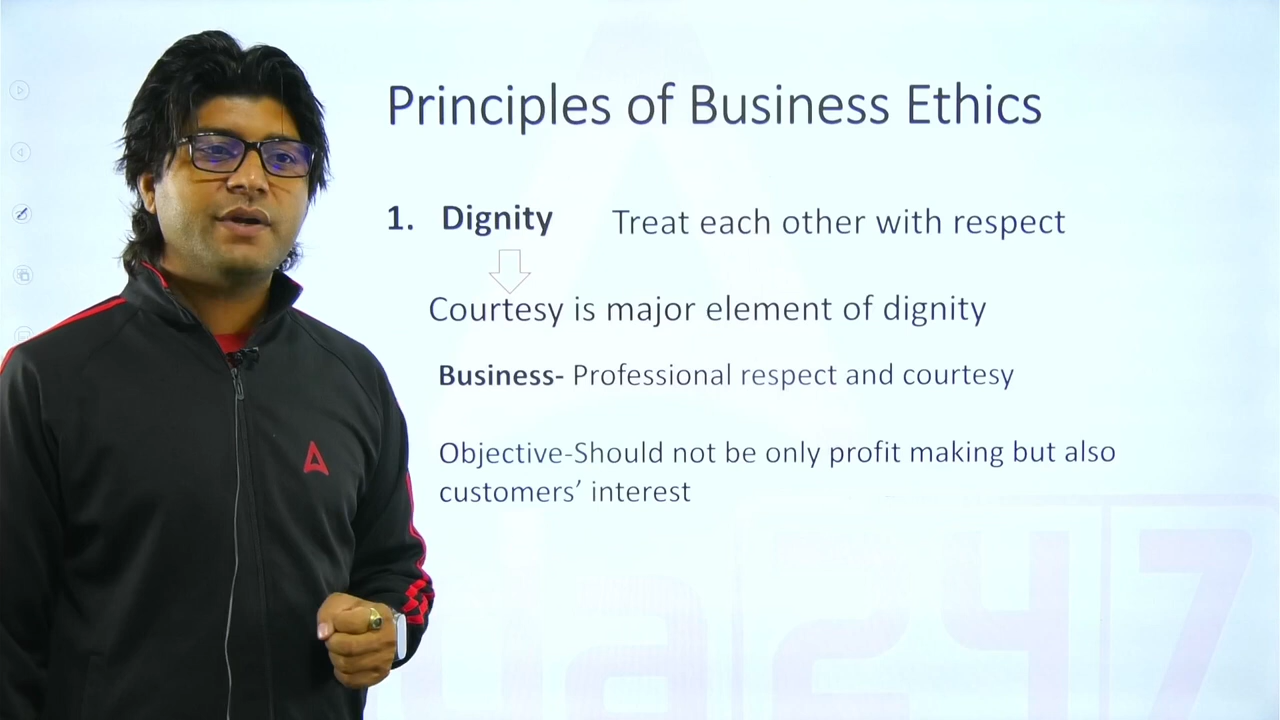 Principles of Business Ethics
1. Dignity Treat each other with respect
Courtesy is major element of dignity
Business- Professional respect and courtesy
Objective-Should not be only profit making but also
customers’ interest
247